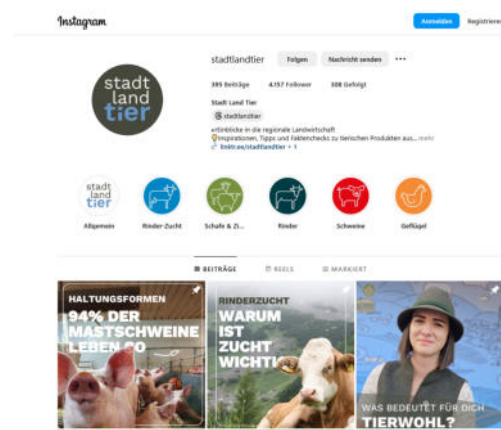 Instagram
Anmelden
Registrieren
stadt
land
tier
stadtlandtier
Folgen
Nachricht senden
395 Beiträge
4.157 Follower
308 Gefolgt
Stadt Land Tier
stadtlandtier
Einblicke in die regionale Landwirtschaft
Inspirationen, Tipps und Faktenchecks zu tierischen Produkten aus... mehr
linktr.ee/stadtlandtier + 1
stadt
land
tier
Allgemein
Rinder-Zucht
Schafe & Zi...
Rinder
Schweine
Geflügel
BEITRÄGE
REELS
MARKIERT
HALTUNGSFORMEN
94% DER
MASTSCHWEINE
LEBEN SO
RINDERZUCHT
WARUM
IST
ZUCHT
WICHTI
WAS BEDEUTET FÜR DICH
TIERWOHL?